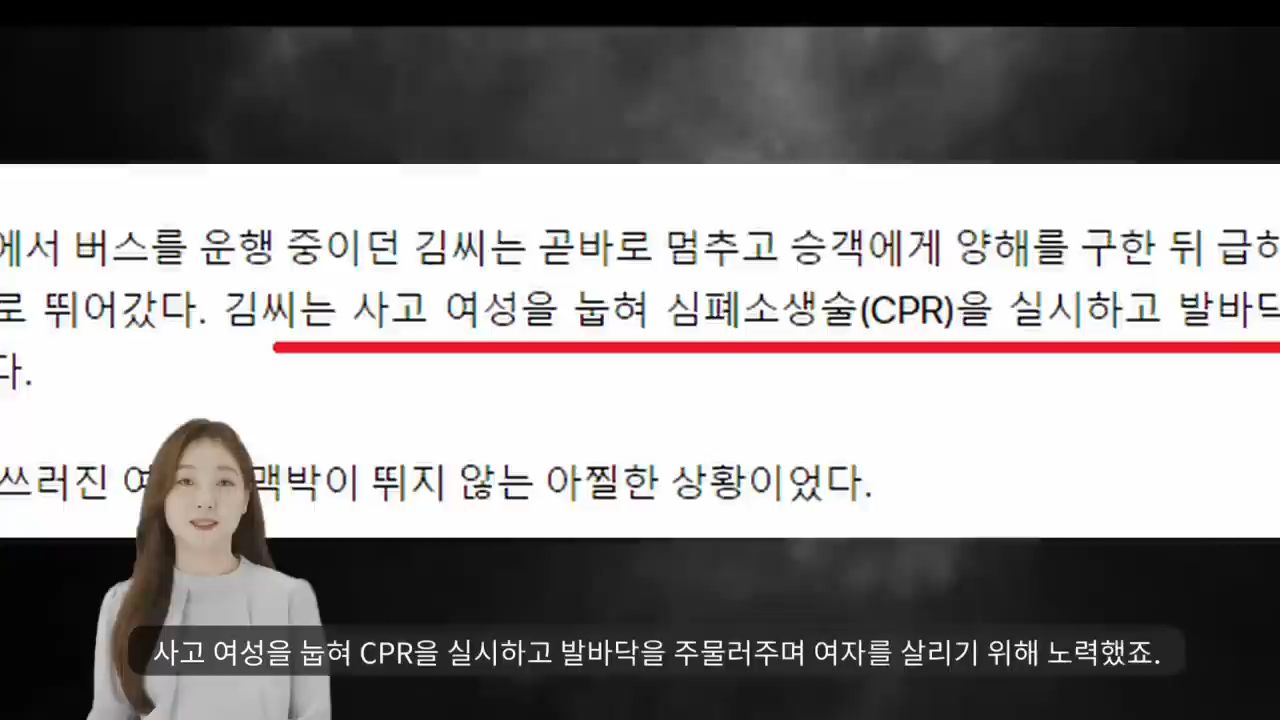 에서 버스를 운행 중이던 김씨는 곧바로 멈추고 승객에게 양해를 구한 뒤 급히
로 뛰어갔다. 김씨는 사고 여성을 눕혀 심폐소생술(CPR)을 실시하고 발바닥
다.
쓰러진 맥박이 뛰지 않는 아찔한 상황이었다.
사고 여성을 눕혀 CPR을 실시하고 발바닥을 주물러주며 여자를 살리기 위해 노력했죠.